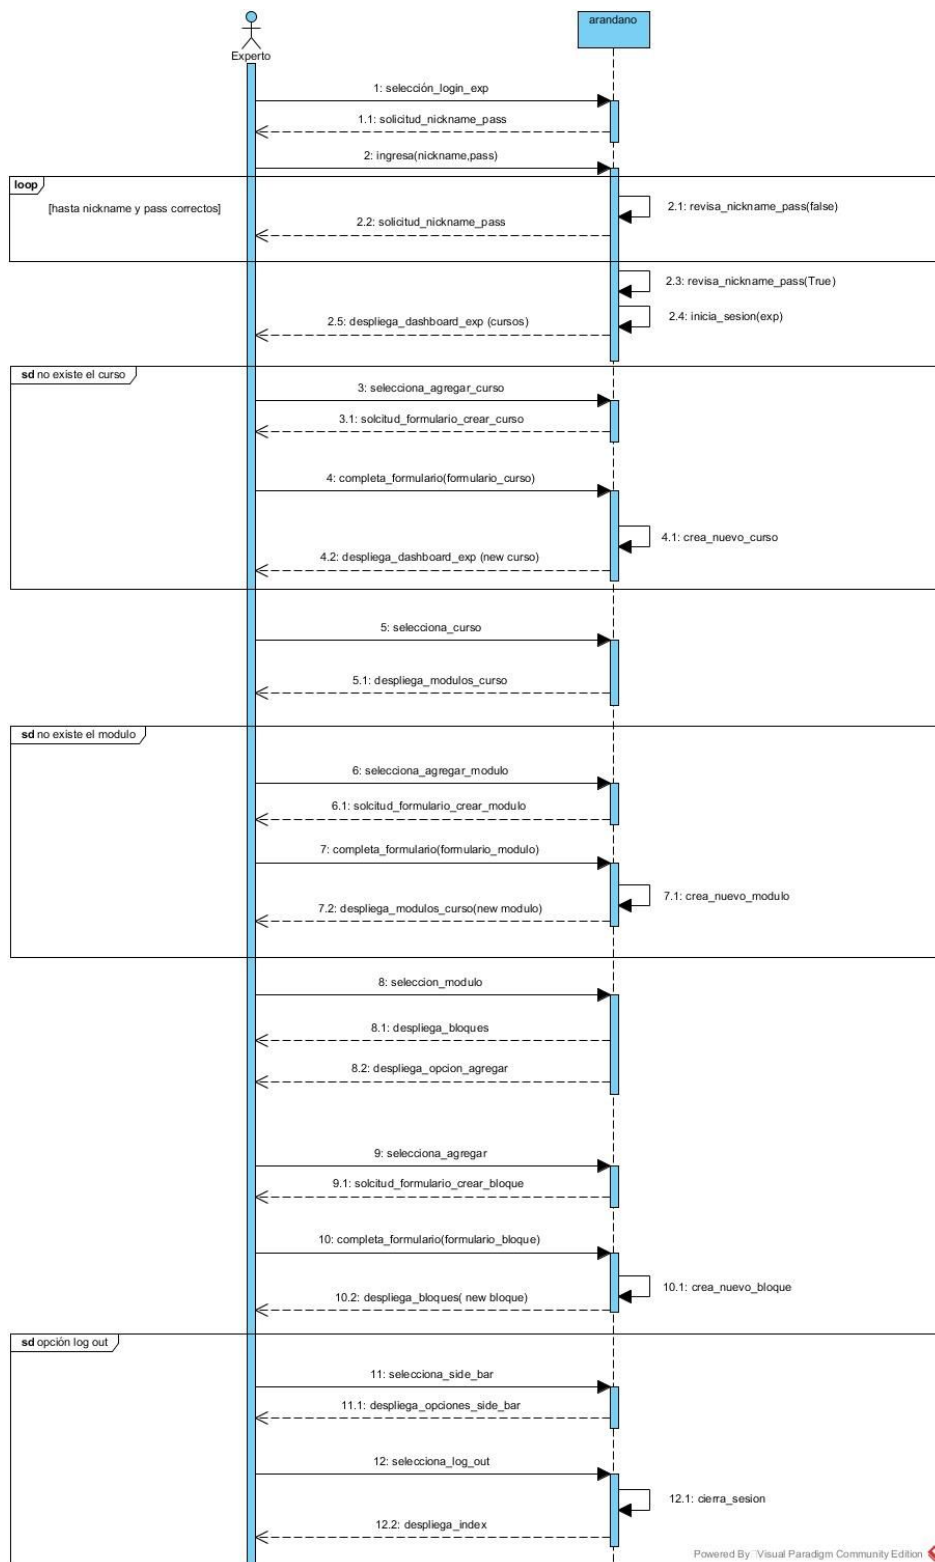 arandano
Experto
1: selección_login_exp
1.1: solicitud_nickname_pass
2: ingresa(nickname,pass)
loop
[hasta nickname y pass correctos]
2.1: revisa_nickname_pass(false)
2.2: solicitud_nickname_pass
2.3: revisa_nickname_pass(True)
2.4: inicia_sesion(exp)
2.5: despliega_dashboard_exp (cursos)
sd no existe el curso
3: selecciona_agregar_curso
3.1: solcitud_formulario_crear_curso
4: completa_formulario(formulario_curso)
4.1: crea_nuevo_curso
4.2: despliega_dashboard_exp (new curso)
5: selecciona_curso
5.1: despliega_modulos_curso
sd no existe el modulo
6: selecciona_agregar_modulo
6.1: solcitud_formulario_crear_modulo
7: completa_formulario(formulario_modulo)
7.1: crea_nuevo_modulo
7.2: despliega_modulos_curso(new modulo)
8: seleccion_modulo
8.1: despliega_bloques
8.2: despliega_opcion_agregar
9: selecciona_agregar
9.1: solcitud_formulario_crear_bloque
10: completa_formulario(formulario_bloque)
10.1: crea_nuevo_bloque
10.2: despliega_bloques( new bloque)
sd opción log out
11: selecciona_side_bar
11.1: despliega_opciones_side_bar
12: selecciona_log_out
12.1: cierra_sesion
12.2: despliega_index
Powered By Visual Paradigm Community Edition